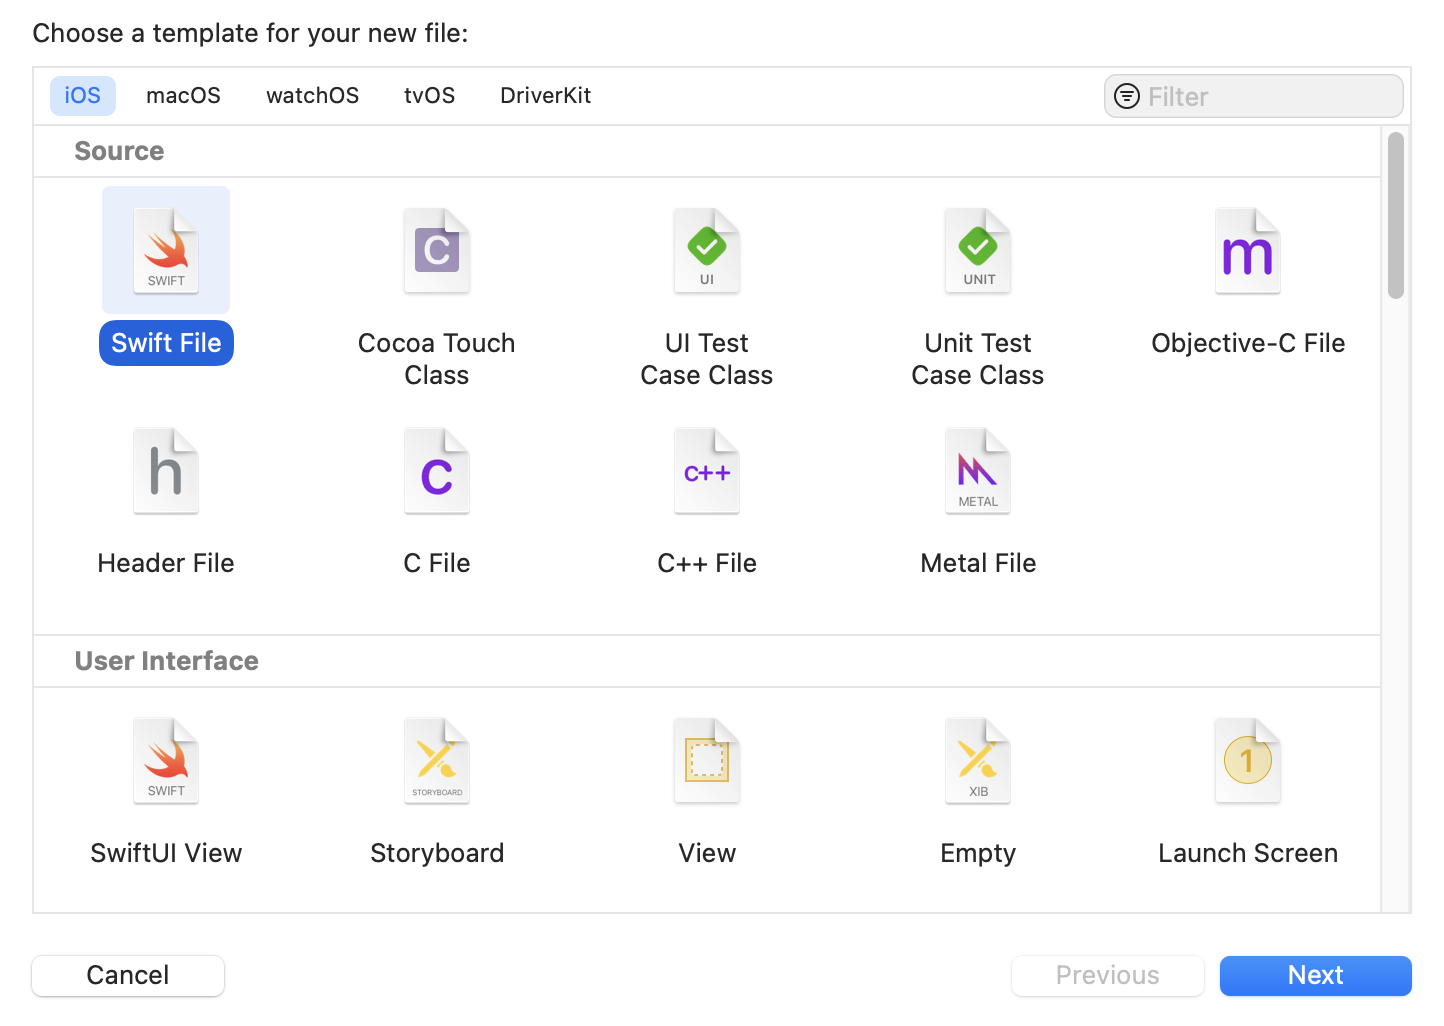 Choose a template for your new file:
iOS macOS watchOS tvOS DriverKit Filter
Source
SWIFT
C
UI
UNIT
m
Swift File
Cocoa Touch
Class
UI Test
Case Class
Unit Test
Case Class
Objective-C File
h
C
C++
METAL
Header File
C File
C++ File
Metal File
User Interface
SWIFT
STORYBOARD
XIB
1
SwiftUI View
Storyboard
View
Empty
Launch Screen
Cancel
Previous
Next